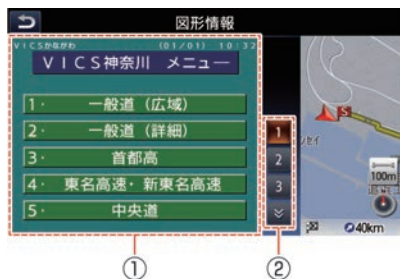 図形情報
VICSかながわ (01/01) 10:32
VICS神奈川 メニュー
1・ 一般道 (広域)
2・ 一般道 (詳細)
3・ 首都高
4・ 東名高速・新東名高速
5・ 中央道
1
2
3
S
100m
40km
① ②